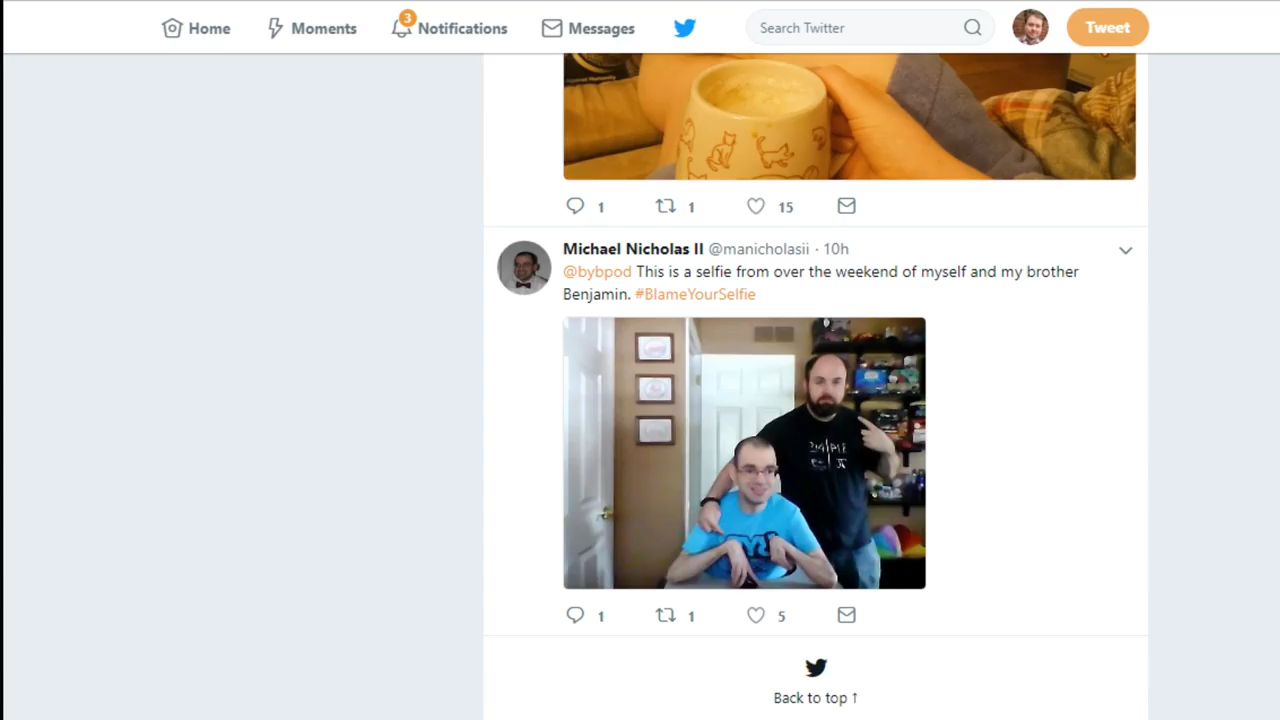 Home Moments 3 Notifications Messages Search Twitter Tweet
1 1 15
Michael Nicholas II @manicholasii · 10h
@bybpod This is a selfie from over the weekend of myself and my brother
Benjamin. #BlameYourSelfie
1 1 5
Back to top ↑